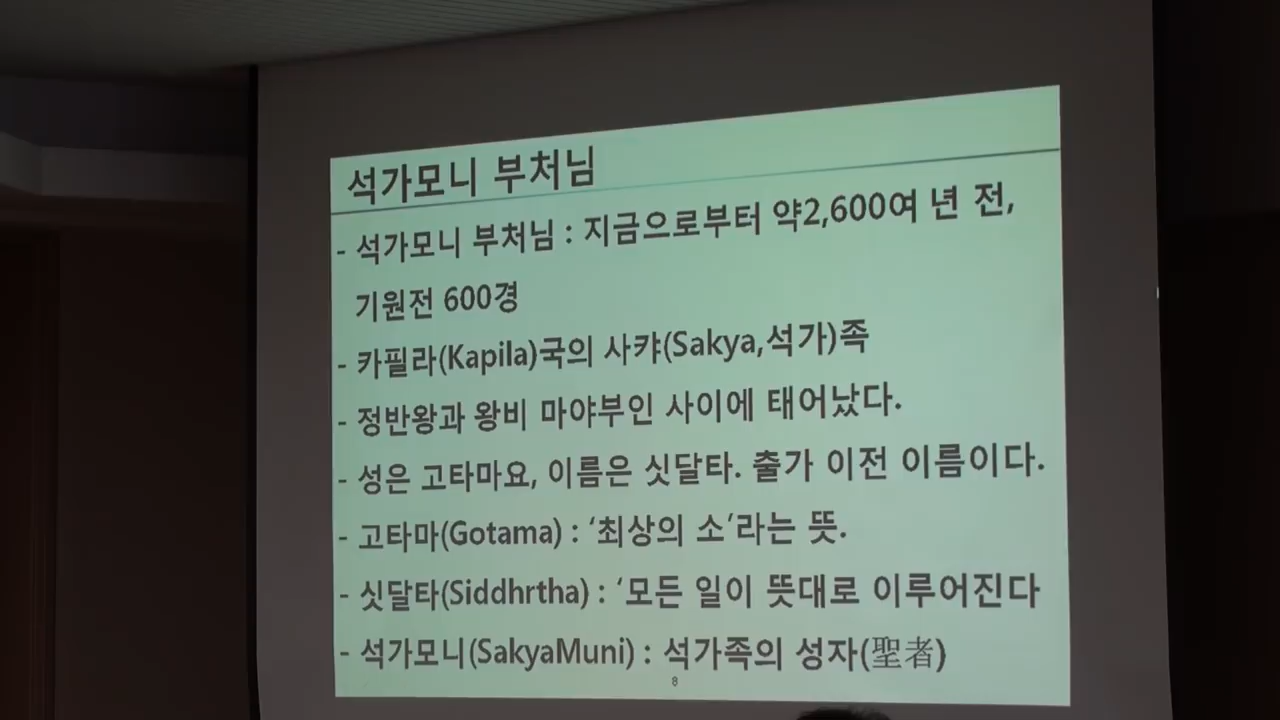 석가모니 부처님
- 석가모니 부처님 : 지금으로부터 약2,600여 년 전,
기원전 600경
- 카필라(Kapila)국의 사캬(Sakya,석가)족
- 정반왕과 왕비 마야부인 사이에 태어났다.
- 성은 고타마요, 이름은 싯달타. 출가 이전 이름이다.
- 고타마(Gotama) : ‘최상의 소’라는 뜻.
- 싯달타(Siddhrtha) : ‘모든 일이 뜻대로 이루어진다
- 석가모니(SakyaMuni) : 석가족의 성자(聖者)
8